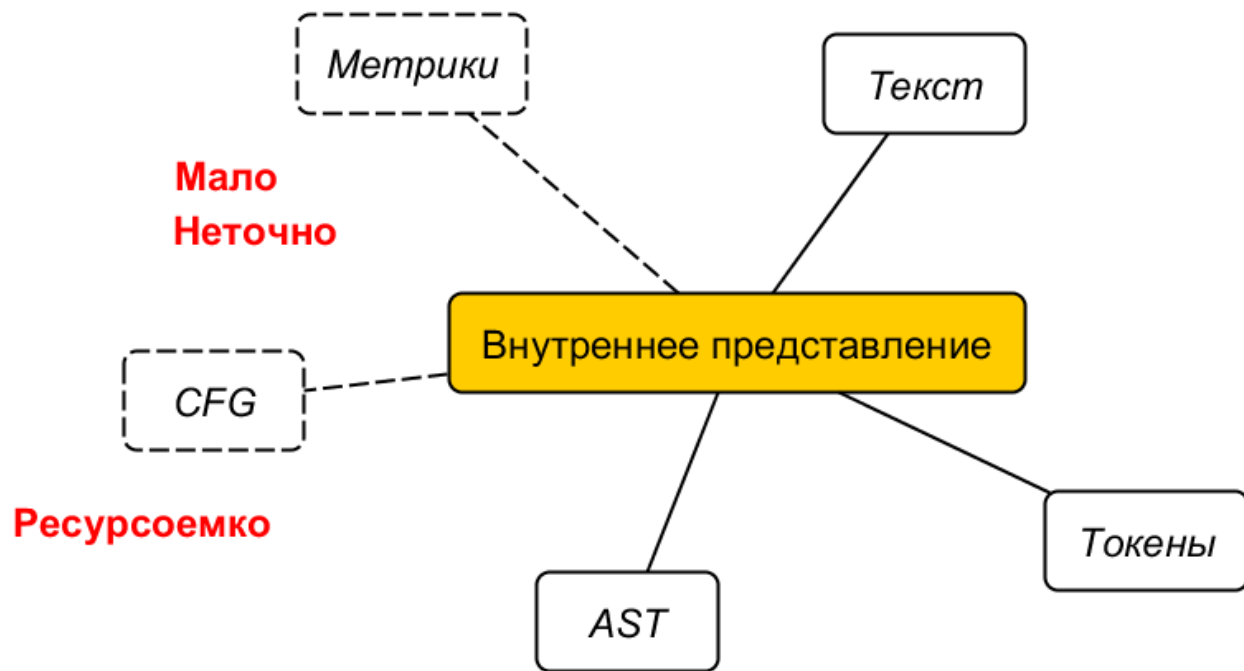 Метрики
Текст
Мало
Неточно
Внутреннее представление
CFG
Ресурсоемко
Токены
AST